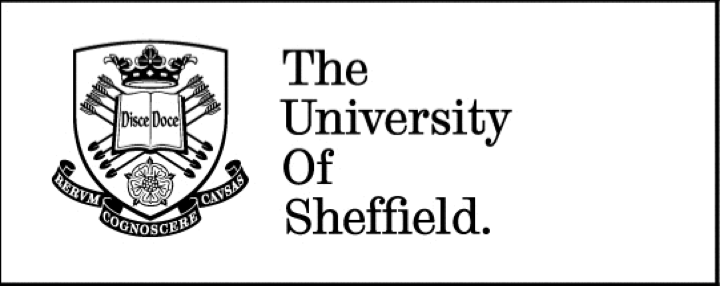 Disce Doce
RERVM COGNOSCERE CAVSAS
The
University
Of
Sheffield.